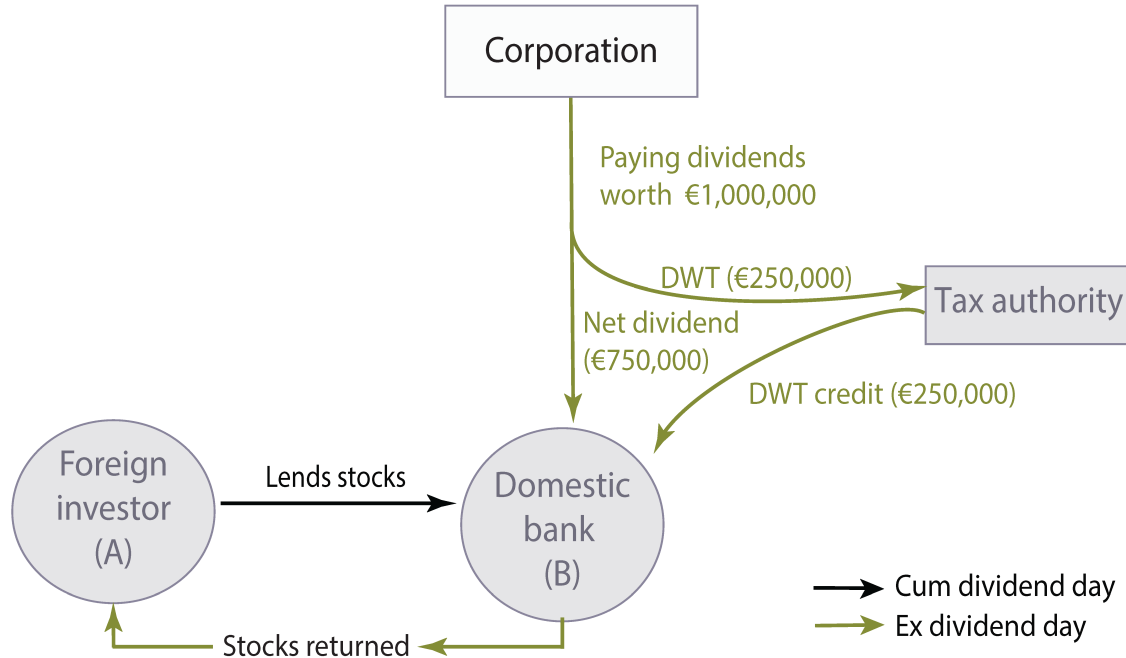 Corporation
Paying dividends
worth €1,000,000
DWT (€250,000)
Tax authority
Net dividend
(€750,000)
DWT credit (€250,000)
Foreign
investor
(A)
Lends stocks
Domestic
bank
(B)
Cum dividend day
Ex dividend day
Stocks returned